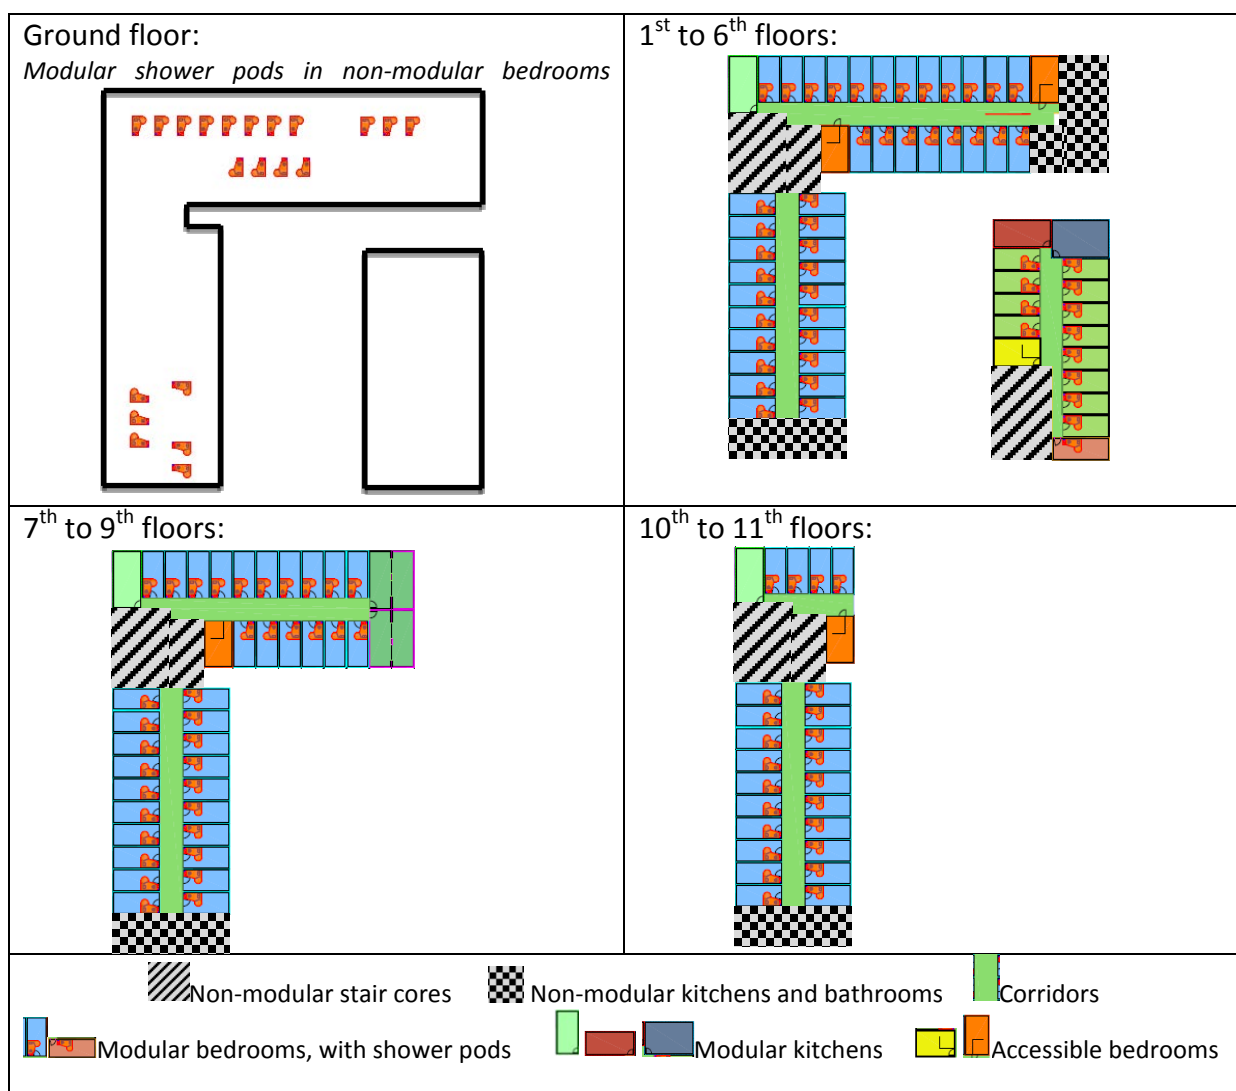 Ground floor:
Modular shower pods in non-modular bedrooms
1st to 6th floors:
7th to 9th floors:
10th to 11th floors:
Non-modular stair cores
Non-modular kitchens and bathrooms
Corridors
Modular bedrooms, with shower pods
Modular kitchens
Accessible bedrooms